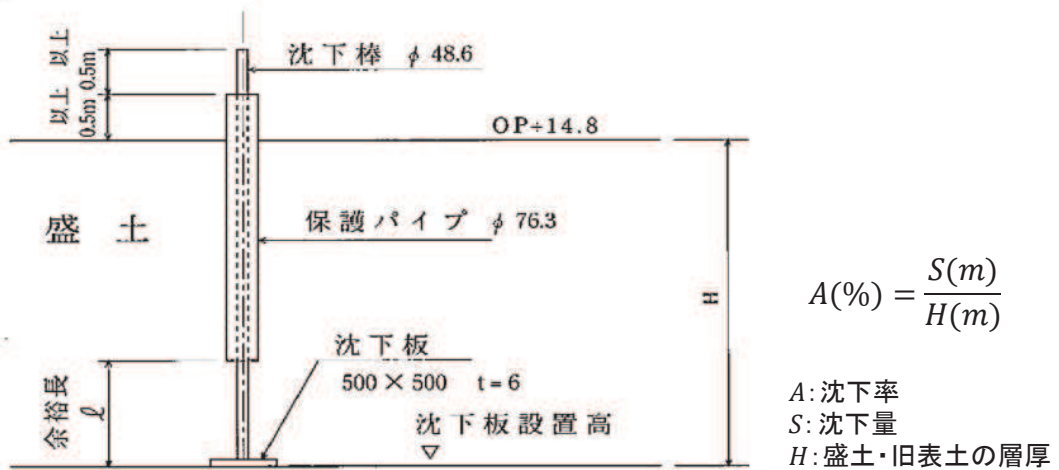 以上
0.5m
以上
0.5m
沈下棒 φ 48.6
OP+14.8
盛 土
保護パイプ φ 76.3
H
沈下板
500×500 t=6
余裕長
ℓ
沈下板設置高
A(%) = S(m) / H(m)
A: 沈下率
S: 沈下量
H: 盛土・旧表土の層厚